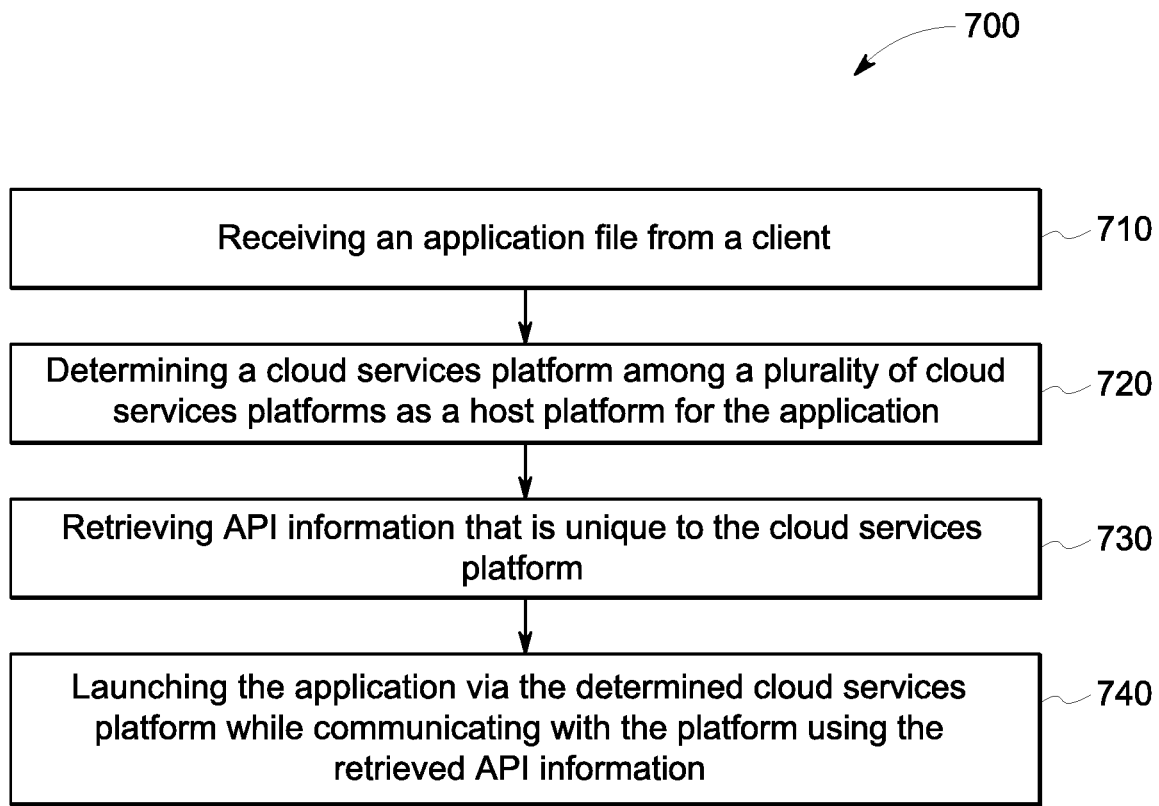 700
Receiving an application file from a client
710
Determining a cloud services platform among a plurality of cloud
services platforms as a host platform for the application
720
Retrieving API information that is unique to the cloud services
platform
730
Launching the application via the determined cloud services
platform while communicating with the platform using the
retrieved API information
740